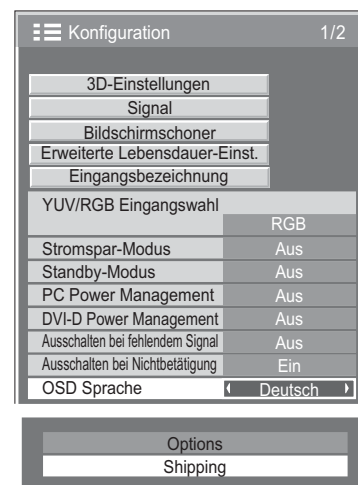 Konfiguration 1/2
3D-Einstellungen
Signal
Bildschirmschoner
Erweiterte Lebensdauer-Einst.
Eingangsbezeichnung
YUV/RGB Eingangswahl
RGB
Stromspar-Modus Aus
Standby-Modus Aus
PC Power Management Aus
DVI-D Power Management Aus
Ausschalten bei fehlendem Signal Aus
Ausschalten bei Nichtbetätigung Ein
OSD Sprache Deutsch
Options
Shipping